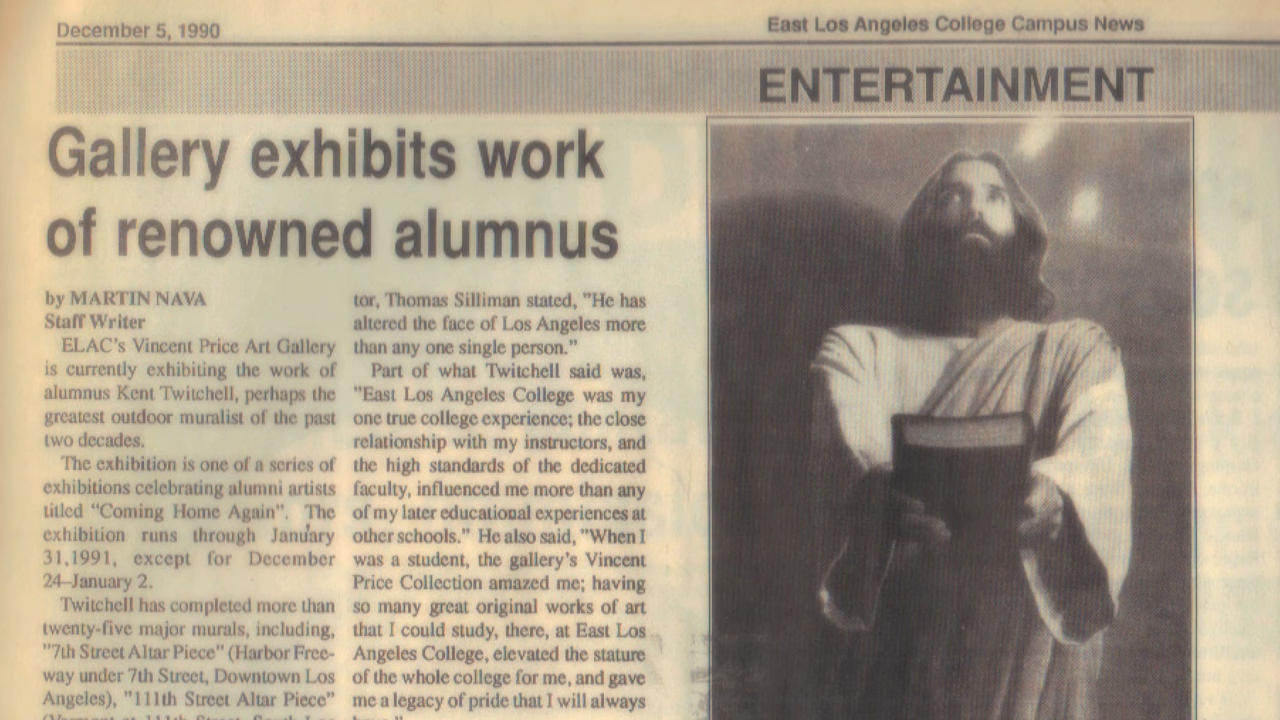 December 5, 1990
East Los Angeles College Campus News
ENTERTAINMENT
Gallery exhibits work
of renowned alumnus
by MARTIN NAVA
Staff Writer
ELAC's Vincent Price Art Gallery
is currently exhibiting the work of
alumnus Kent Twitchell, perhaps the
greatest outdoor muralist of the past
two decades.
The exhibition is one of a series of
exhibitions celebrating alumni artists
titled "Coming Home Again". The
exhibition runs through January
31,1991, except for December
24–January 2.
Twitchell has completed more than
twenty-five major murals, including,
"7th Street Altar Piece" (Harbor Free-
way under 7th Street, Downtown Los
Angeles), "111th Street Altar Piece"
tor, Thomas Silliman stated, "He has
altered the face of Los Angeles more
than any one single person."
Part of what Twitchell said was,
"East Los Angeles College was my
one true college experience; the close
relationship with my instructors, and
the high standards of the dedicated
faculty, influenced me more than any
of my later educational experiences at
other schools." He also said, "When I
was a student, the gallery's Vincent
Price Collection amazed me; having
so many great original works of art
that I could study, there, at East Los
Angeles College, elevated the stature
of the whole college for me, and gave
me a legacy of pride that I will always